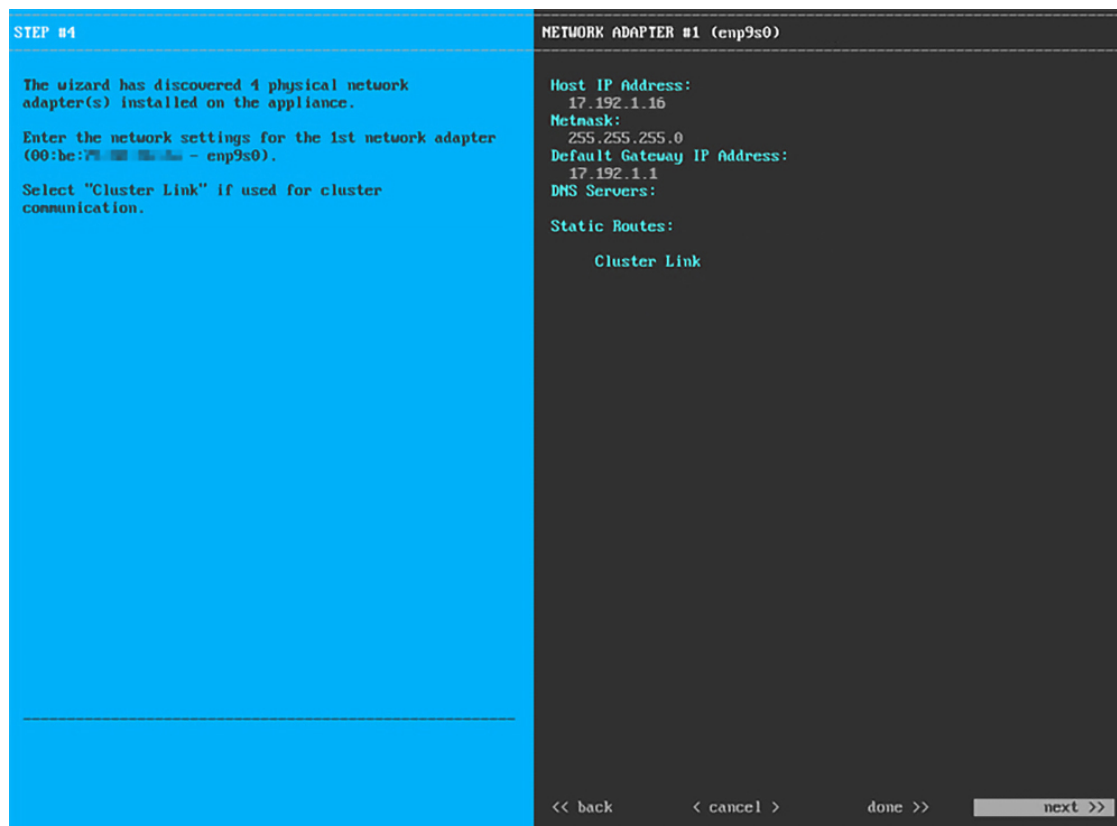 STEP #4
The wizard has discovered 4 physical network
adapter(s) installed on the appliance.
Enter the network settings for the 1st network adapter
(00:be: - enp9s0).
Select "Cluster Link" if used for cluster
communication.
NETWORK ADAPTER #1 (enp9s0)
Host IP Address:
17.192.1.16
Netmask:
255.255.255.0
Default Gateway IP Address:
17.192.1.1
DNS Servers:
Static Routes:
Cluster Link
<< back < cancel > done >> next >>